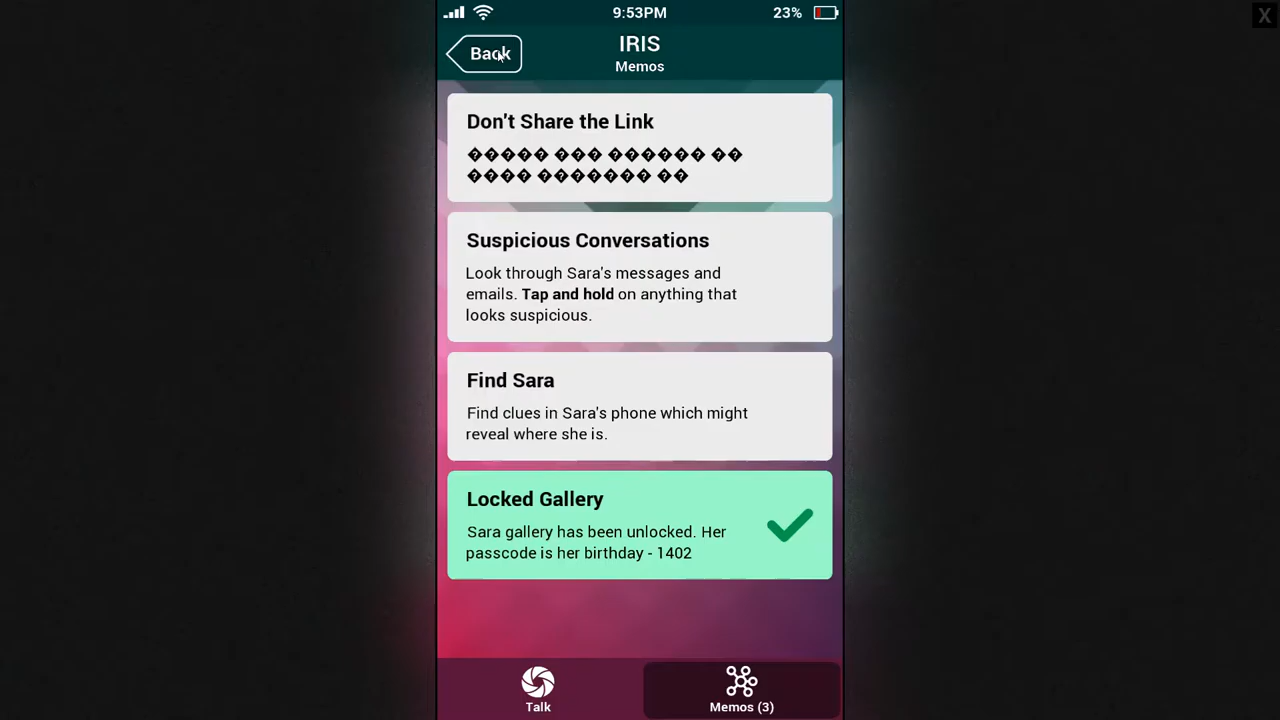 9:53PM 23%
X
Back
IRIS
Memos
Don't Share the Link
����� ��� ������ ��
���� ������� ��
Suspicious Conversations
Look through Sara's messages and
emails. Tap and hold on anything that
looks suspicious.
Find Sara
Find clues in Sara's phone which might
reveal where she is.
Locked Gallery
Sara gallery has been unlocked. Her
passcode is her birthday - 1402
Talk
Memos (3)